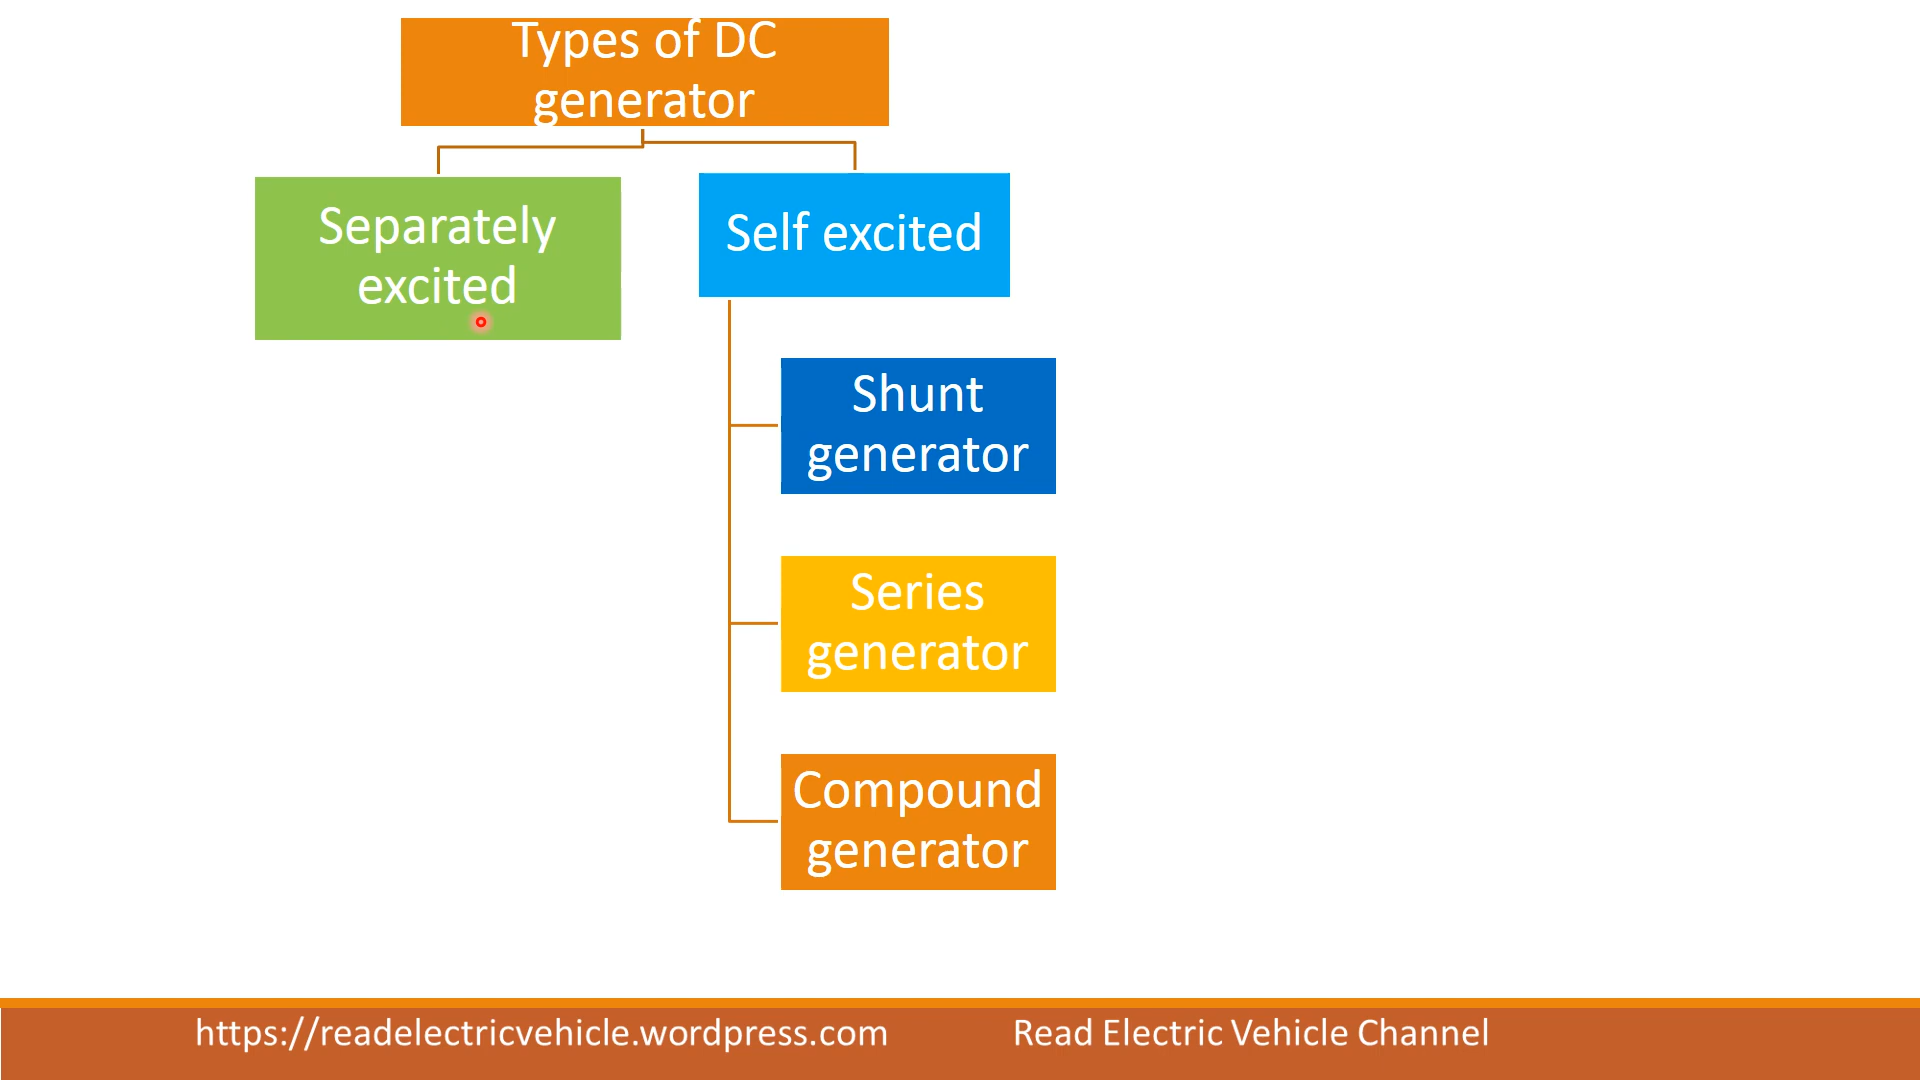 Types of DC
generator
Separately
excited
Self excited
Shunt
generator
Series
generator
Compound
generator
https://readelectricvehicle.wordpress.com
Read Electric Vehicle Channel